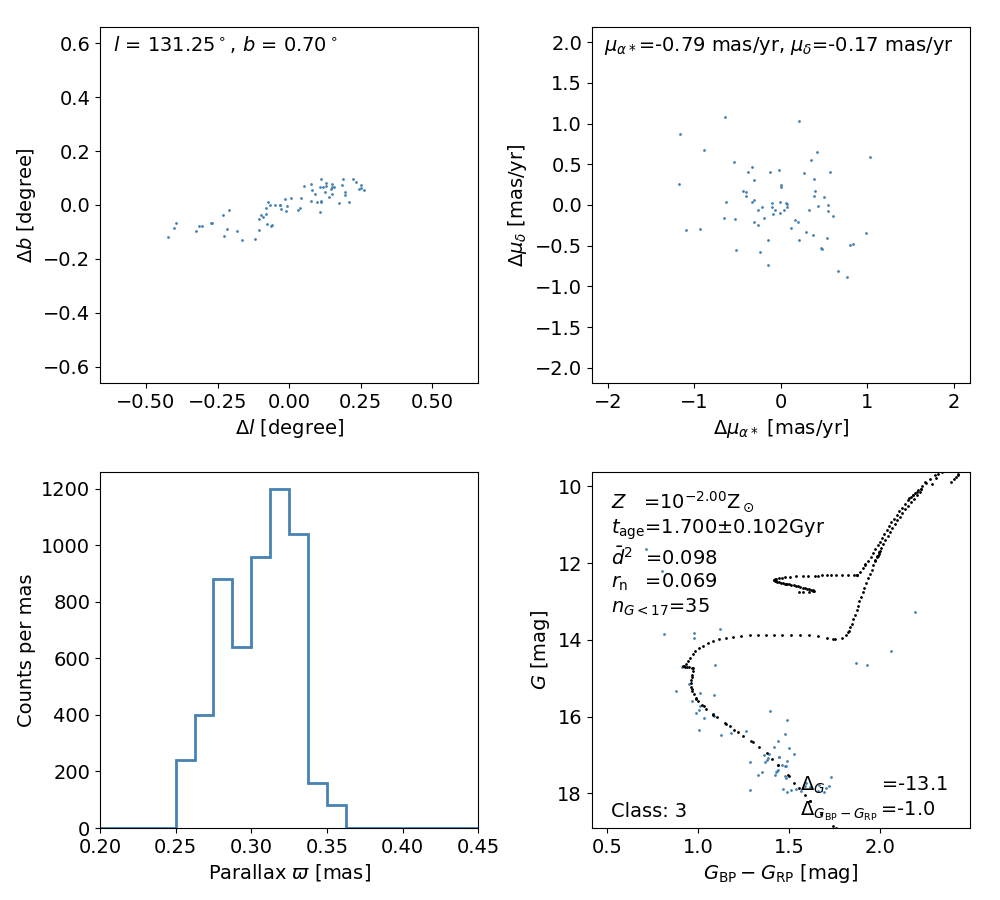 l = 131.25°, b = 0.70°
0.6
0.4
0.2
0.0
−0.2
−0.4
−0.6
Δb [degree]
−0.50 −0.25 0.00 0.25 0.50
Δl [degree]
μα∗=-0.79 mas/yr, μδ=-0.17 mas/yr
2.0
1.5
1.0
0.5
0.0
−0.5
−1.0
−1.5
−2.0
Δμδ [mas/yr]
−2 −1 0 1 2
Δμα∗ [mas/yr]
1200
1000
800
600
400
200
0
Counts per mas
0.20 0.25 0.30 0.35 0.40 0.45
Parallax ϖ [mas]
Z =10^−2.00 Z⊙
tage=1.700±0.102Gyr
d̄² =0.098
rn =0.069
nG<17=35
ΔG =-13.1
ΔGBP−GRP=-1.0
Class: 3
10
12
14
16
18
G [mag]
0.5 1.0 1.5 2.0
GBP − GRP [mag]